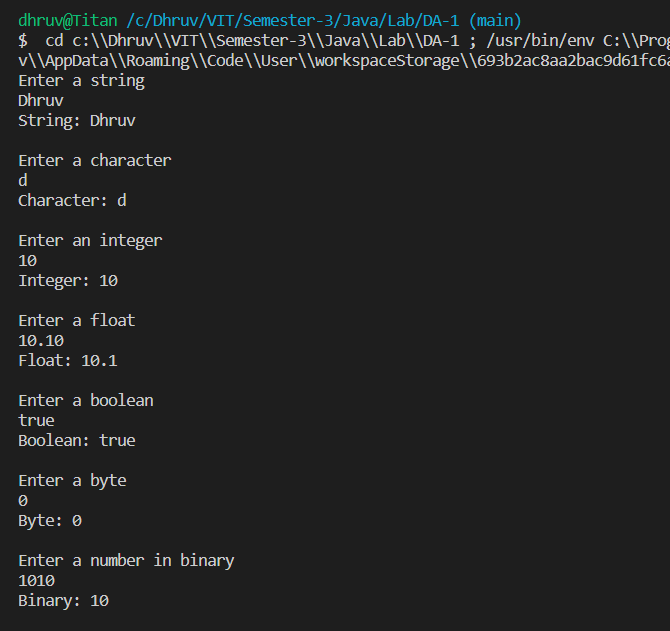 dhruv@Titan /c/Dhruv/VIT/Semester-3/Java/Lab/DA-1 (main)
$  cd c:\\Dhruv\\VIT\\Semester-3\\Java\\Lab\\DA-1 ; /usr/bin/env C:\\Prog
v\\AppData\\Roaming\\Code\\User\\workspaceStorage\\693b2ac8aa2bac9d61fc6a
Enter a string
Dhruv
String: Dhruv
Enter a character
d
Character: d
Enter an integer
10
Integer: 10
Enter a float
10.10
Float: 10.1
Enter a boolean
true
Boolean: true
Enter a byte
0
Byte: 0
Enter a number in binary
1010
Binary: 10